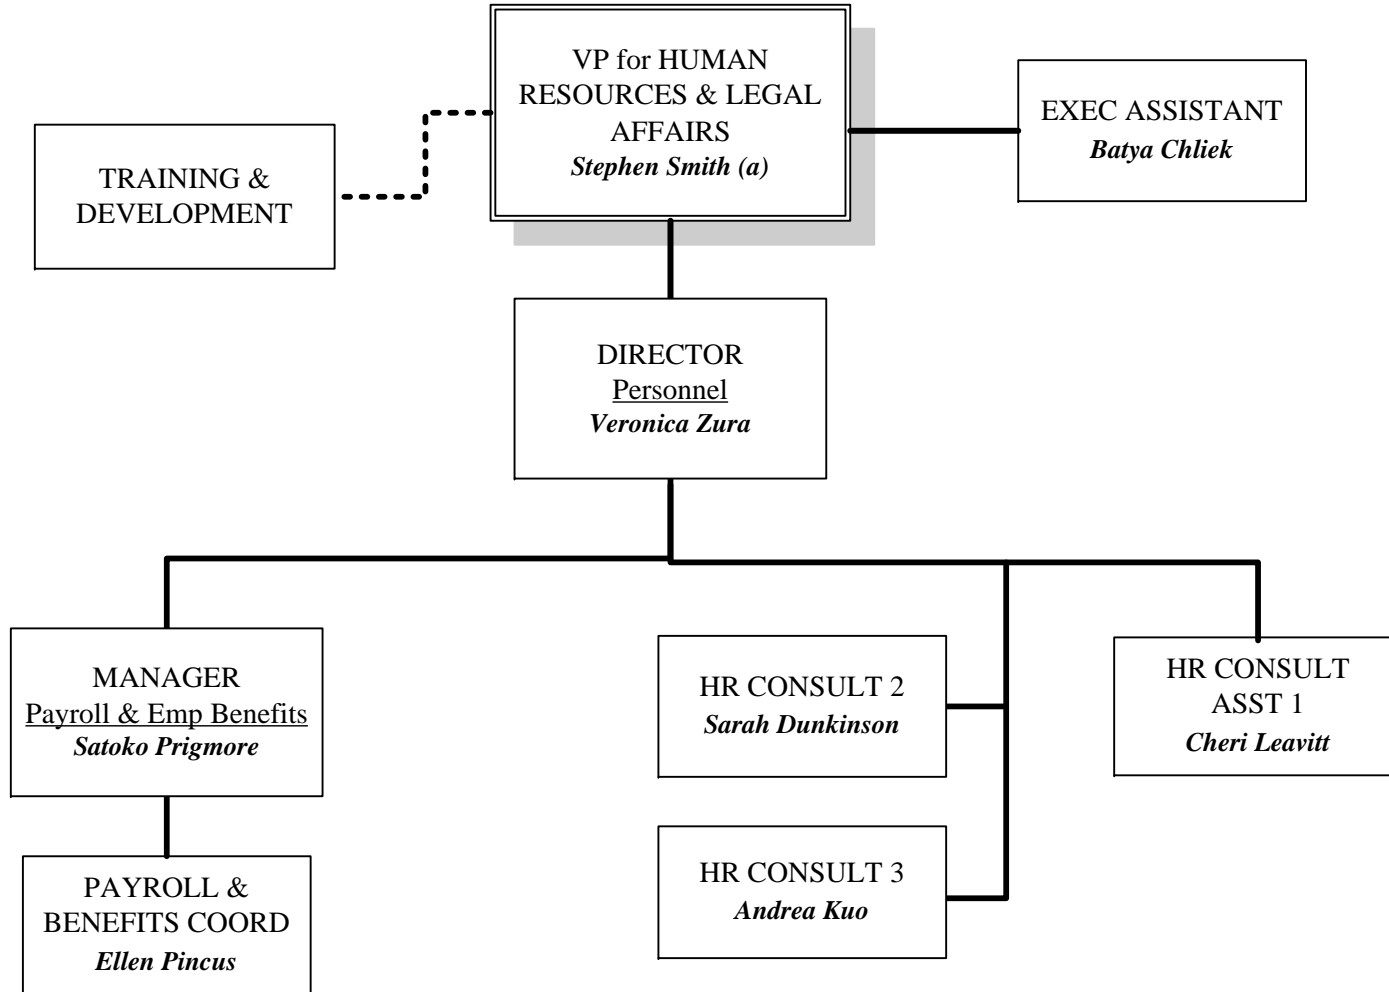 VP for HUMAN
RESOURCES & LEGAL
AFFAIRS
Stephen Smith (a)
EXEC ASSISTANT
Batya Chliek
TRAINING &
DEVELOPMENT
DIRECTOR
Personnel
Veronica Zura
MANAGER
Payroll & Emp Benefits
Satoko Prigmore
HR CONSULT 2
Sarah Dunkinson
HR CONSULT
ASST 1
Cheri Leavitt
PAYROLL &
BENEFITS COORD
Ellen Pincus
HR CONSULT 3
Andrea Kuo